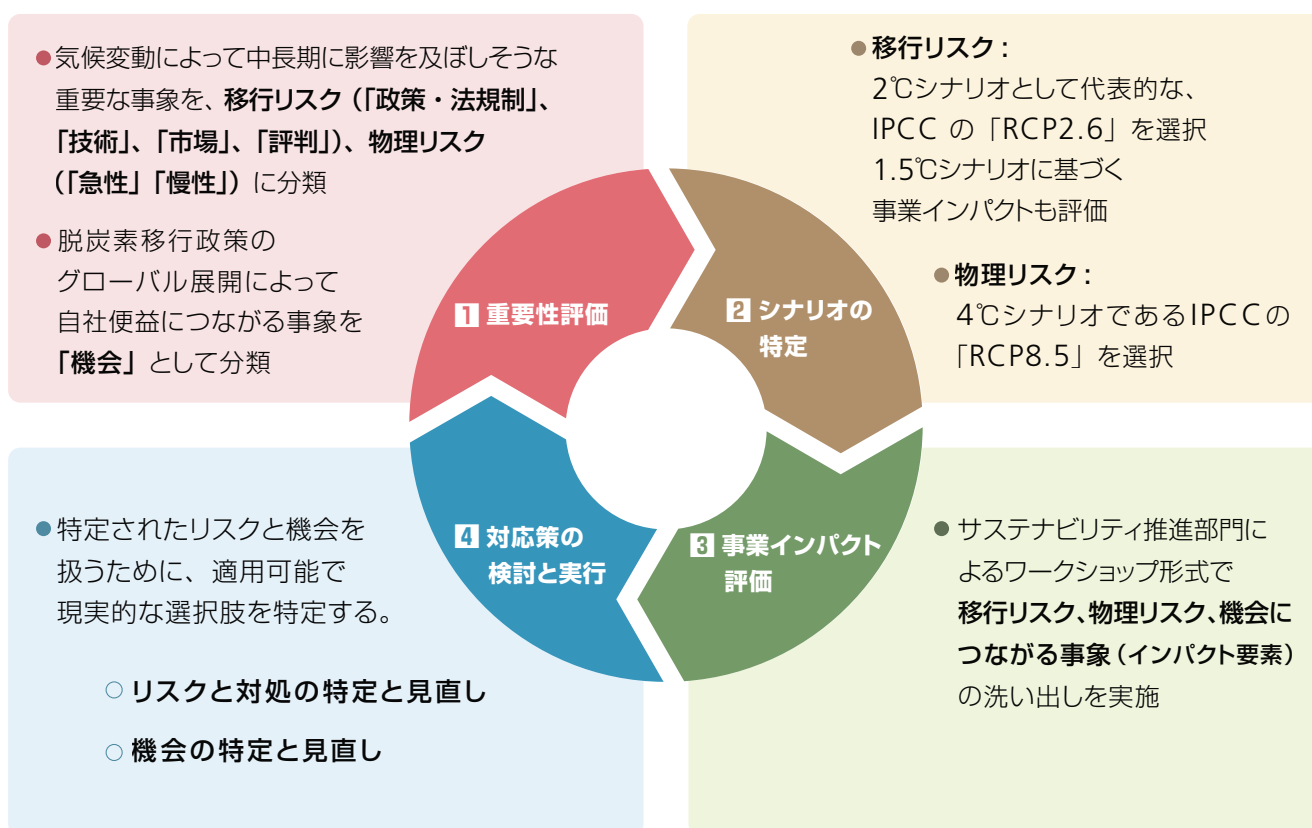 ●気候変動によって中長期に影響を及ぼしそうな
重要な事象を、移行リスク（「政策・法規制」、
「技術」、「市場」、「評判」）、物理リスク
（「急性」「慢性」）に分類
●脱炭素移行政策の
グローバル展開によって
自社便益につながる事象を
「機会」として分類
1 重要性評価
●移行リスク：
2℃シナリオとして代表的な、
IPCC の「RCP2.6」を選択
1.5℃シナリオに基づく
事業インパクトも評価
●物理リスク：
4℃シナリオであるIPCCの
「RCP8.5」を選択
2 シナリオの
特定
3 事業インパクト
評価
●サステナビリティ推進部門に
よるワークショップ形式で
移行リスク、物理リスク、機会に
つながる事象（インパクト要素）
の洗い出しを実施
4 対応策の
検討と実行
●特定されたリスクと機会を
扱うために、適用可能で
現実的な選択肢を特定する。
○リスクと対処の特定と見直し
○機会の特定と見直し